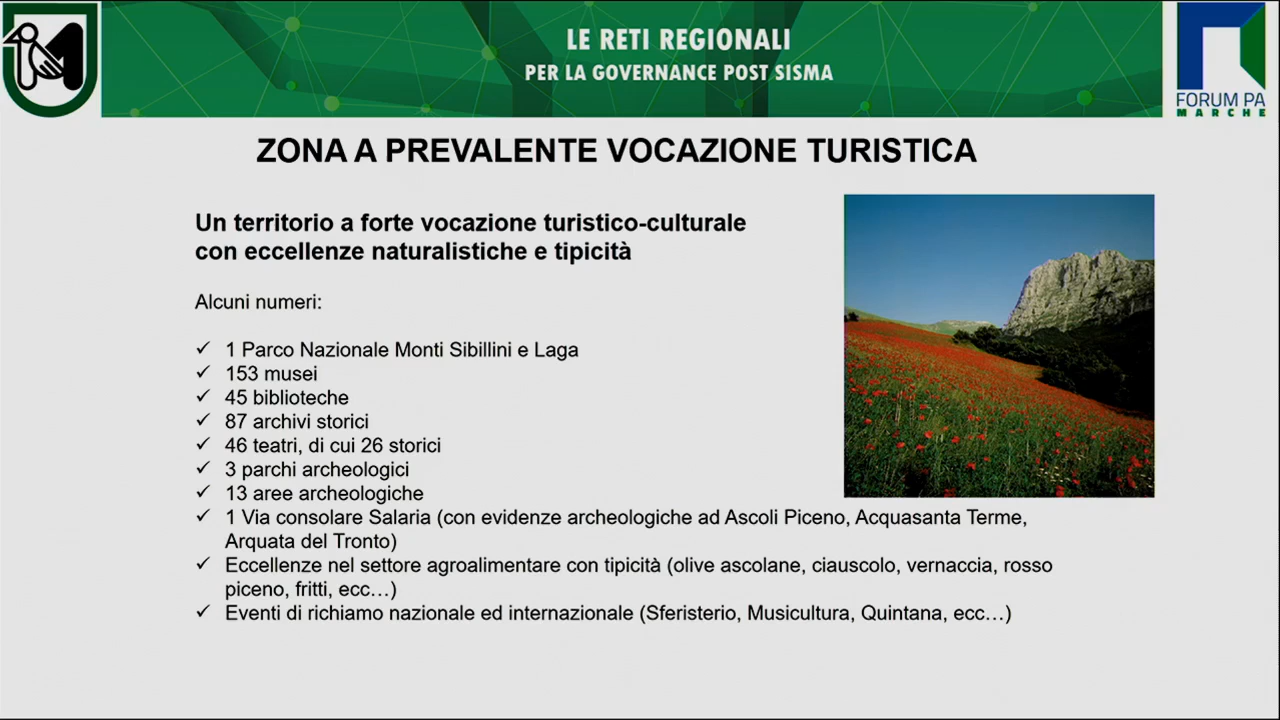 LE RETI REGIONALI
PER LA GOVERNANCE POST SISMA
FORUM PA
MARCHE
ZONA A PREVALENTE VOCAZIONE TURISTICA
Un territorio a forte vocazione turistico-culturale
con eccellenze naturalistiche e tipicità
Alcuni numeri:
✓ 1 Parco Nazionale Monti Sibillini e Laga
✓ 153 musei
✓ 45 biblioteche
✓ 87 archivi storici
✓ 46 teatri, di cui 26 storici
✓ 3 parchi archeologici
✓ 13 aree archeologiche
✓ 1 Via consolare Salaria (con evidenze archeologiche ad Ascoli Piceno, Acquasanta Terme,
Arquata del Tronto)
✓ Eccellenze nel settore agroalimentare con tipicità (olive ascolane, ciauscolo, vernaccia, rosso
piceno, fritti, ecc…)
✓ Eventi di richiamo nazionale ed internazionale (Sferisterio, Musicultura, Quintana, ecc…)